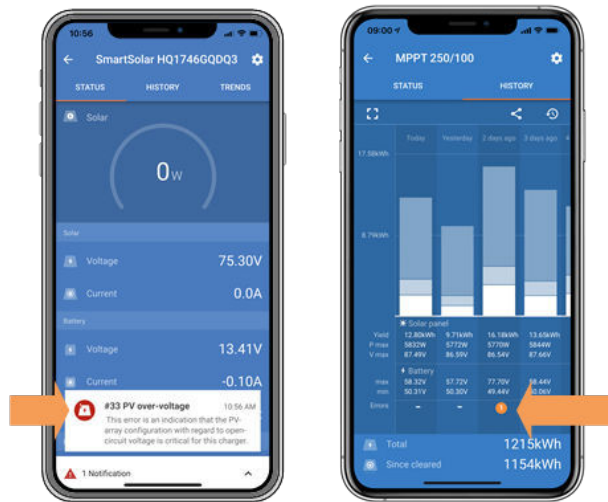 10:56
SmartSolar HQ1746GQDQ3
STATUS HISTORY TRENDS
Solar
0w
Solar
Voltage 75.30V
Current 0.0A
Battery
Voltage 13.41V
Current -0.10A
#33 PV over-voltage 10:56 AM
This error is an indication that the PV-
array configuration with regard to open-
circuit voltage is critical for this charger.
1 Notification
09:00
MPPT 250/100
STATUS HISTORY
Today Yesterday 2 days ago 3 days ago 4
17.58kWh
8.79kWh
Solar panel
Yield 12.80kWh 9.71kWh 16.18kWh 13.65kWh
P max 5832W 5772W 5770W 5844W
V max 87.49V 86.59V 86.54V 87.66V
Battery
max 58.32V 57.72V 77.70V 58.44V
min 50.31V 50.30V 49.44V 50.06V
Errors - - 1
Total 1215kWh
Since cleared 1154kWh